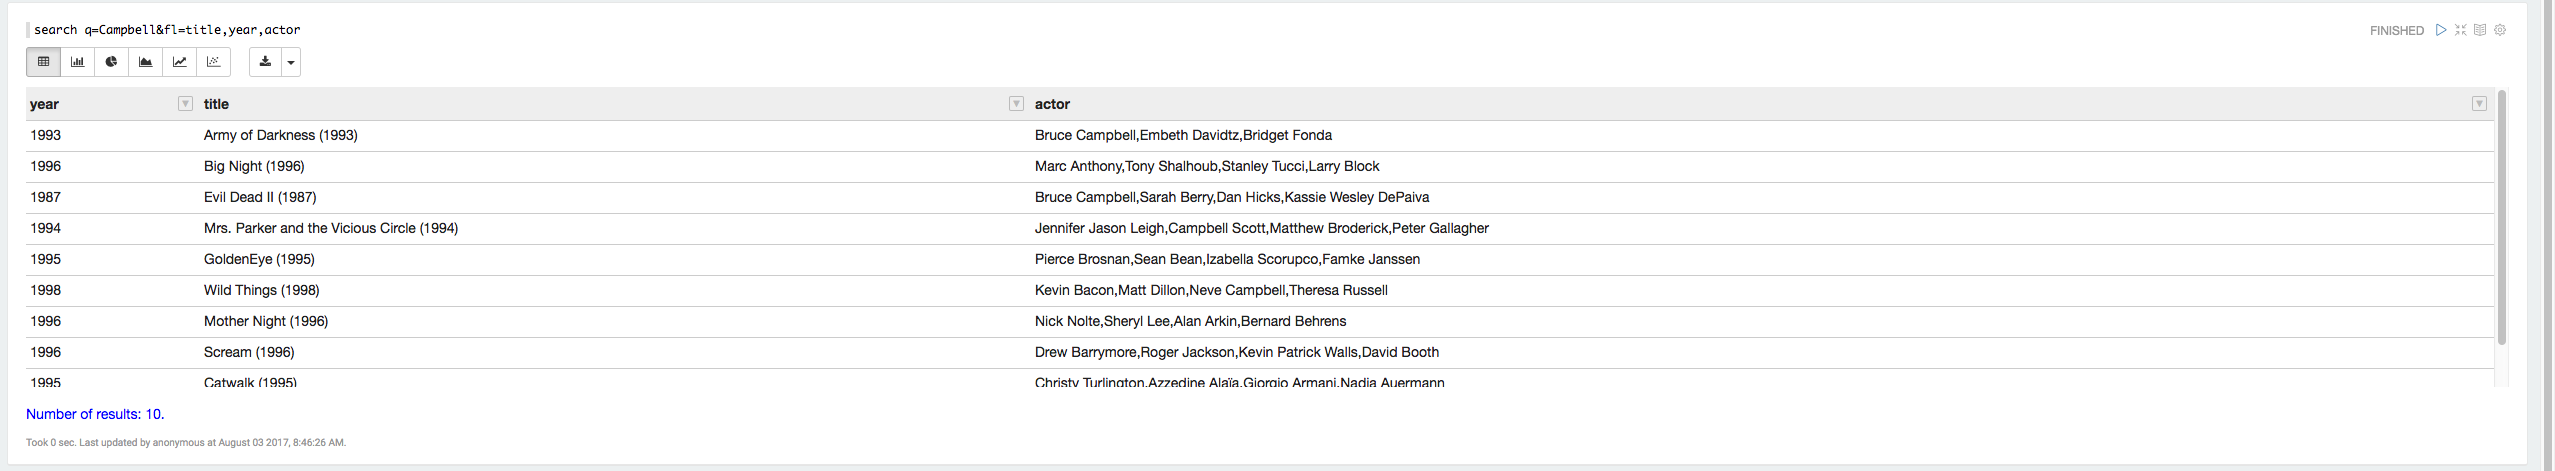 search q=Campbell&fl=title,year,actor
FINISHED
year title actor
1993 Army of Darkness (1993) Bruce Campbell,Embeth Davidtz,Bridget Fonda
1996 Big Night (1996) Marc Anthony,Tony Shalhoub,Stanley Tucci,Larry Block
1987 Evil Dead II (1987) Bruce Campbell,Sarah Berry,Dan Hicks,Kassie Wesley DePaiva
1994 Mrs. Parker and the Vicious Circle (1994) Jennifer Jason Leigh,Campbell Scott,Matthew Broderick,Peter Gallagher
1995 GoldenEye (1995) Pierce Brosnan,Sean Bean,Izabella Scorupco,Famke Janssen
1998 Wild Things (1998) Kevin Bacon,Matt Dillon,Neve Campbell,Theresa Russell
1996 Mother Night (1996) Nick Nolte,Sheryl Lee,Alan Arkin,Bernard Behrens
1996 Scream (1996) Drew Barrymore,Roger Jackson,Kevin Patrick Walls,David Booth
1995 Catwalk (1995) Christy Turlington,Azzedine Alaïa,Giorgio Armani,Nadja Auermann
Number of results: 10.
Took 0 sec. Last updated by anonymous at August 03 2017, 8:46:26 AM.